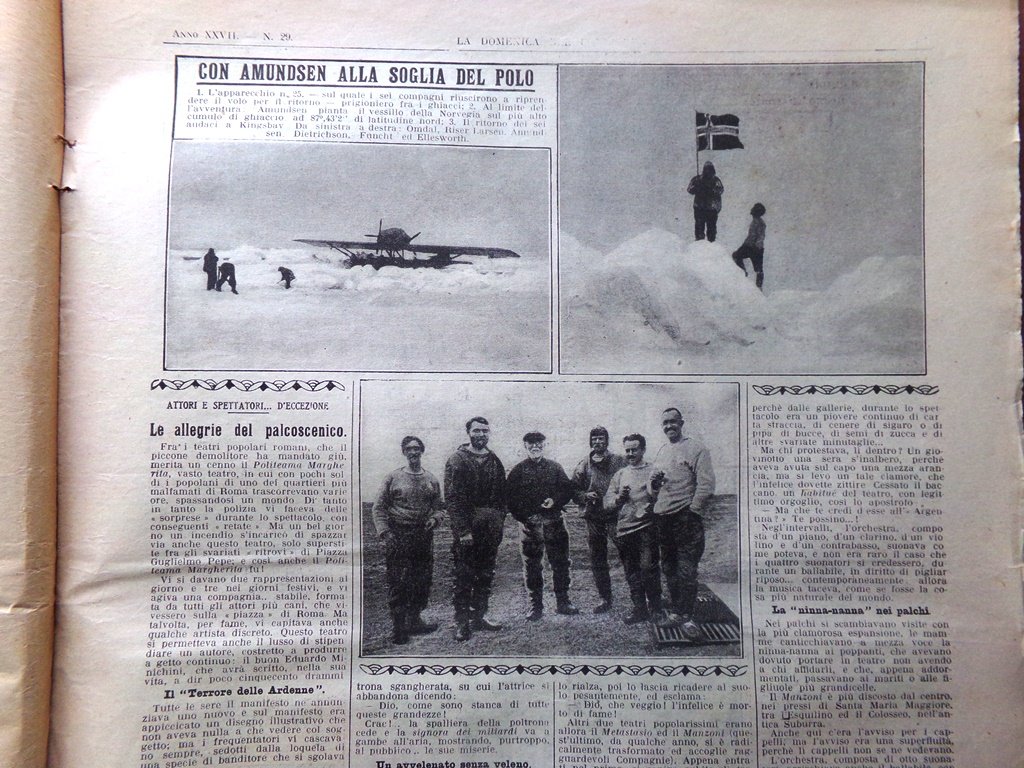 Anno XXVII. — N. 29.
LA DOMENICA
CON AMUNDSEN ALLA SOGLIA DEL POLO
1. L'apparecchio n. 25. — sul quale i sei compagni riuscirono a ripren-
dere il volo per il ritorno — prigioniero fra i ghiacci; 2. Al limite del-
l'avventura Amundsen pianta il vessillo della Norvegia sul più alto
cumulo di ghiaccio ad 87°,43'2" di latitudine nord; 3. Il ritorno dei sei
audaci a Kingsbay Da sinistra a destra: Omdal, Riser Larsen, Amund
sen, Dietrichson, Funcht ed Ellesworth.
ATTORI E SPETTATORI... D'ECCEZIONE
Le allegrie del palcoscenico.
Fra' i teatri popolari romani, che il
piccone demolitore ha mandato giù,
merita un cenno il Politeama Marghe-
rita, vasto teatro, in cui con pochi sol-
di i popolani di uno dei quartieri più
malfamati di Roma trascorrevano varie
ore, spassandosi un mondo. Di tanto
in tanto la polizia vi faceva delle
« sorprese » durante lo spettacolo, con
conseguenti « retate ». Ma un bel gior-
no un incendio s'incaricò di spazzar
via anche questo teatro, solo supersti-
te fra gli svariati « ritrovi » di Piazza
Guglielmo Pepe; e così anche il Poli-
teama Margherita fu!
Vi si davano due rappresentazioni al
giorno e tre nei giorni festivi, e vi
agiva una compagnia... stabile, forma-
ta da tutti gli attori più cani, che vi-
vessero sulla « piazza » di Roma. Ma
talvolta, per fame, vi capitava anche
qualche artista discreto. Questo teatro
si permetteva anche il lusso di stipen-
diare un autore, costretto a produrre
a getto continuo: il buon Eduardo Mi-
nichini, che avrà scritto, nella sua
vita, a dir poco cinquecento drammi
Il "Terrore delle Ardenne".
Tutte le sere il manifesto ne annun-
ziava uno nuovo e sul manifesto era
appiccicato un disegno illustrativo che
non aveva nulla a che vedere col sog-
getto; ma i frequentatori vi cascava-
no sempre, sedotti dalla loquela di
una specie di banditore che si sgolava
trona sgangherata, su cui l'attrice si
abbandona dicendo:
— Dio, come sono stanca di tutte
queste grandezze!
Crac!... la spalliera della poltrona
cede e la signora dei miliardi va a
gambe all'aria, mostrando, purtroppo,
al pubblico... le sue miserie.
Un avvelenato senza veleno.
lo rialza, poi lo lascia ricadere al suo-
lo pesantemente, ed esclama:
— Bid, che veggio! l'infelice è mor-
to di fame!
Altri due teatri popolarissimi erano
allora il Metastasio ed il Manzoni (que-
st'ultimo, da qualche anno, si è radi-
calmente trasformato ed accoglie rag-
guardevoli Compagnie). Appena entra-
perchè dalle gallerie, durante lo spet-
tacolo era un piovere continuo di car-
ta straccia, di cenere di sigaro o di
pipa di bucce, di semi di zucca e di
altre svariate minutaglie...
Ma chi protestava, lì dentro? Un gio-
vinotto una sera s'inalberò, perchè
aveva avuta sul capo una mezza aran-
cia, ma si levò un tale clamore, che
l'infelice dovette zittire. Cessato il bac-
cano, un habitué del teatro, con legit-
timo orgoglio, così lo apostrofò:
— Ma che te credi d'esse all'« Argen-
tina? » Te possino...!
Negl'intervalli, l'orchestra, compo
sta d'un piano, d'un clarino, d'un vio
lino e d'un contrabasso, suonava co
me poteva, e non era raro il caso che
i quattro suonatori si credessero, du-
rante un ballabile, in diritto di pigliar
riposo... contemporaneamente: allora
la musica taceva, come se fosse la co-
sa più naturale del mondo.
La "ninna-nanna" nei palchi
Nei palchi si scambiavano visite con
la più clamorosa espansione, le mam-
me canticchiavano a mezza voce la
ninna-nanna ai poppanti, che avevano
dovuto portare in teatro non avendo
a chi affidarli, e che, appena addor-
mentati, passavano ai mariti o alle fi-
gliuole più grandicelle.
Il Manzoni è più discosto dal centro,
nei pressi di Santa Maria Maggiore,
tra l'Esquilino ed il Colosseo, nell'an-
tica Suburra.
Anche qui c'era l'avviso per i cap-
pelli, ma l'avviso era una superfluità,
perchè i cappelli non se ne vedevano.
L'orchestra, composta di otto suona-